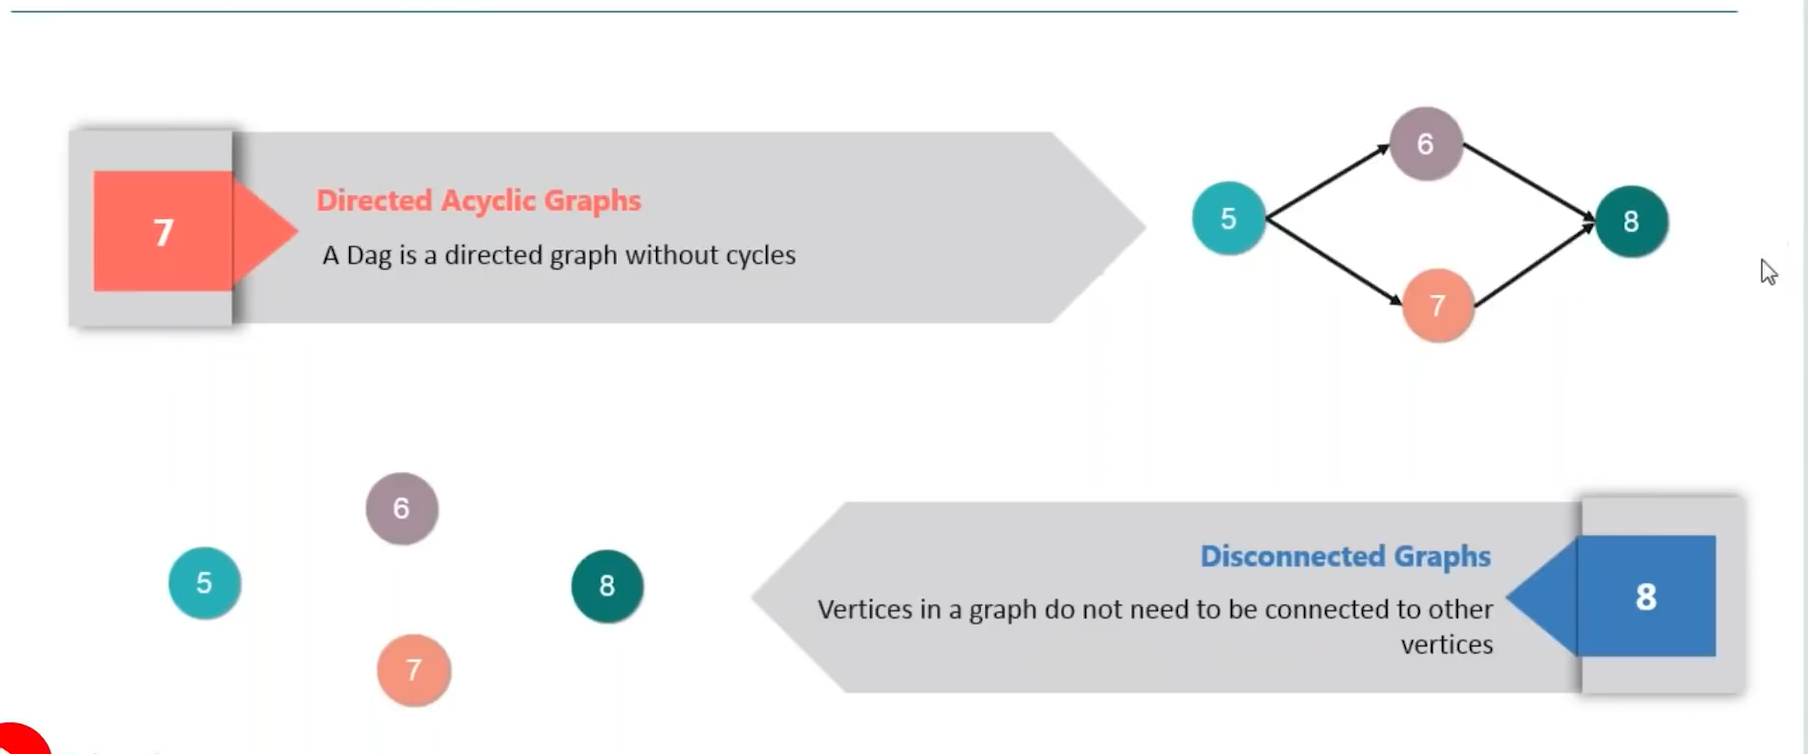 7
Directed Acyclic Graphs
A Dag is a directed graph without cycles
6
5
8
7
6
5
8
7
Disconnected Graphs
Vertices in a graph do not need to be connected to other
vertices
8